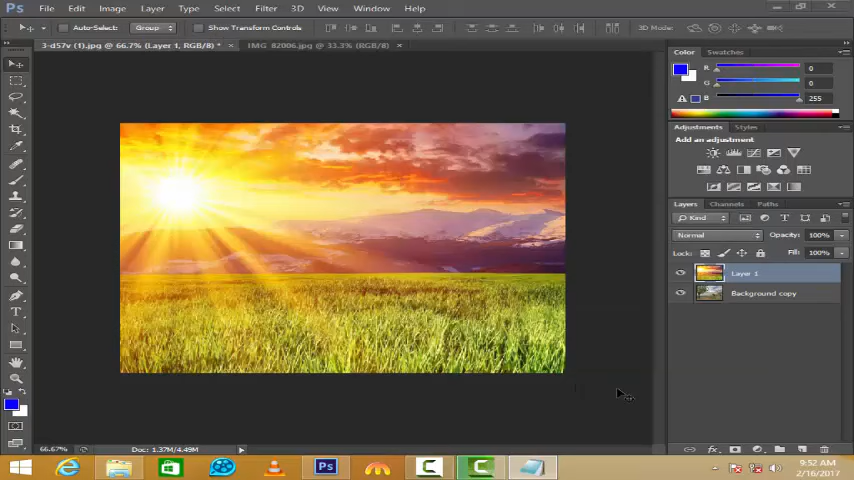 Ps File Edit Image Layer Type Select Filter 3D View Window Help
Auto-Select: Group Show Transform Controls 3D Mode:
3-d57v (1).jpg @ 66.7% (Layer 1, RGB/8) * × IMG_82006.jpg @ 33.3% (RGB/8) ×
Color Swatches
R 0
G 0
B 255
Adjustments Styles
Add an adjustment
Layers Channels Paths
Kind
Normal Opacity: 100%
Lock: Fill: 100%
Layer 1
Background copy
66.67% Doc: 1.37M/4.49M
9:52 AM
2/16/2017